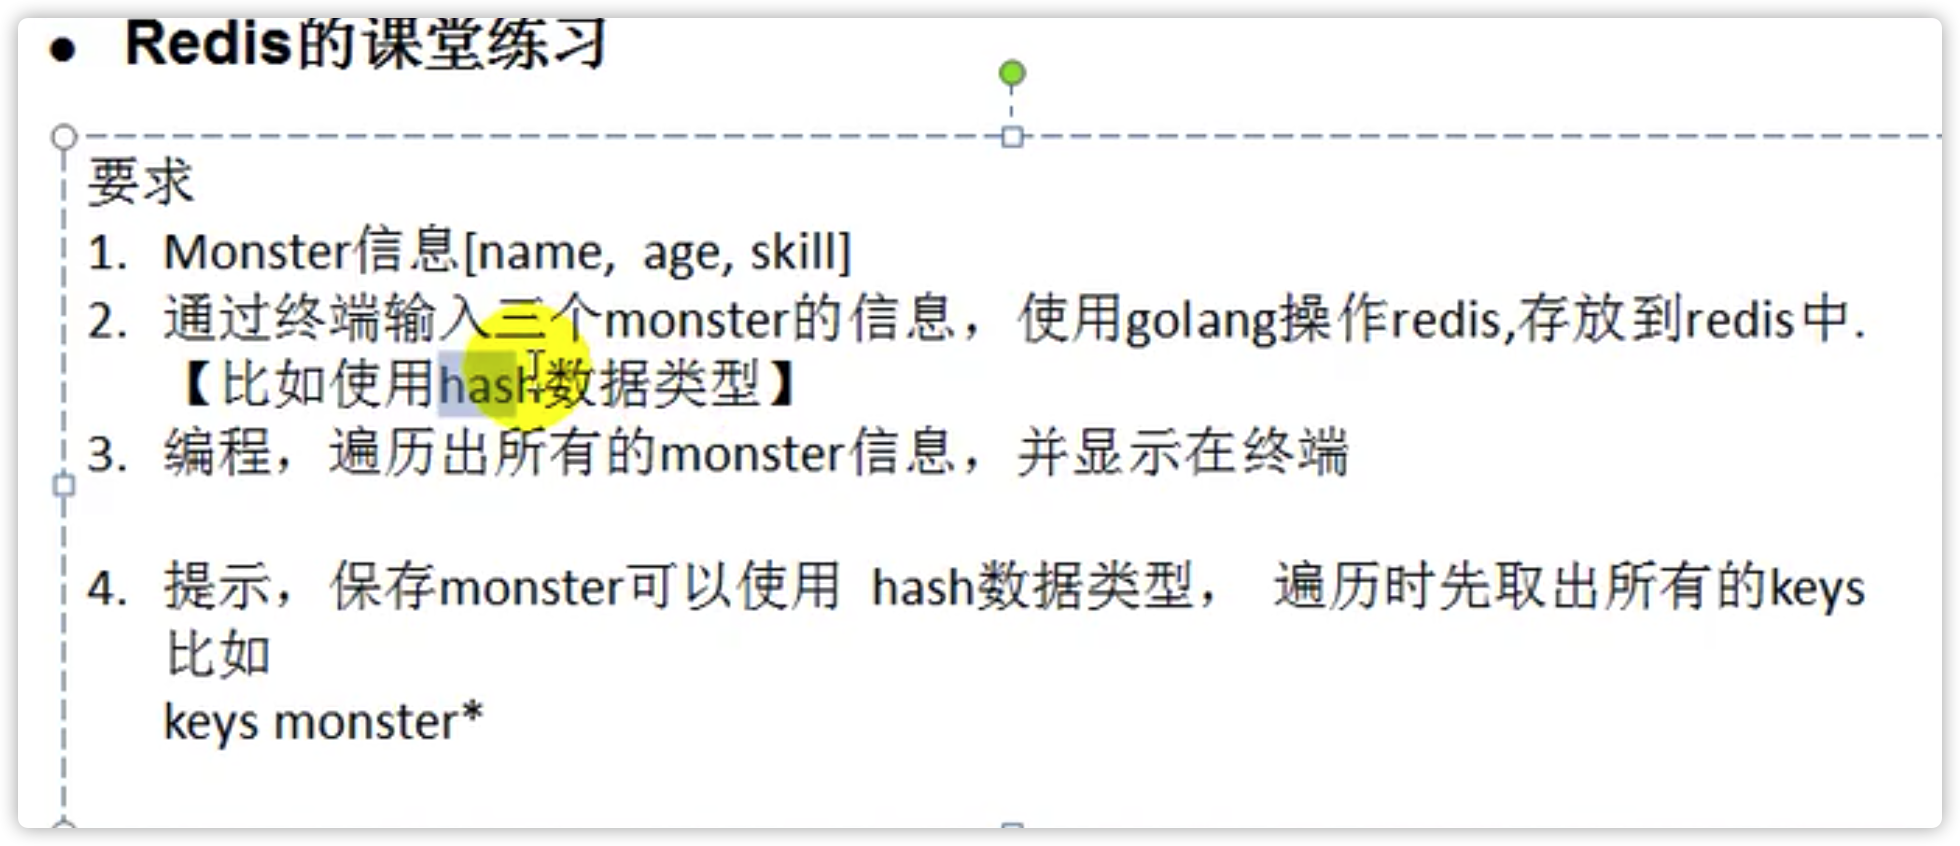 ● Redis的课堂练习
要求
1. Monster信息[name, age, skill]
2. 通过终端输入三个monster的信息，使用golang操作redis,存放到redis中.
【比如使用hash数据类型】
3. 编程，遍历出所有的monster信息，并显示在终端
4. 提示，保存monster可以使用 hash数据类型， 遍历时先取出所有的keys
比如
keys monster*